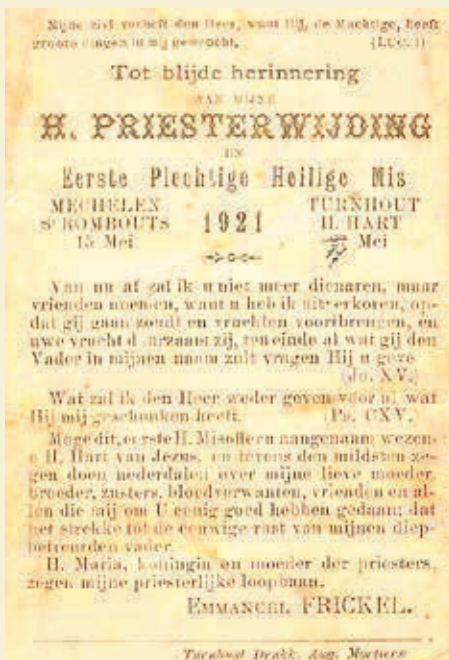 Mijne ziel verheft den Heer, want Hij, de Machtige, heeft
groote dingen in mij gewrocht. (LUC. I)
Tot blijde herinnering
AAN MIJNE
H. PRIESTERWIJDING
EN
Eerste Plechtige Heilige Mis
MECHELEN TURNHOUT
St ROMBOUTS 1921 H. HART
15 Mei Mei
Van nu af zal ik u niet meer dienaren, maar
vrienden noemen, want u heb ik uitverkoren, op-
dat gij gaan zoudt en vruchten voortbrengen, en
uwe vrucht duurzaam zij, ten einde al wat gij den
Vader in mijnen naam zult vragen Hij u geve
(Jo. XV.)
Wat zal ik den Heer weder geven voor al wat
Hij mij geschonken heeft. (Ps. CXV.)
Moge dit, eerste H. Misoffer u aangenaam wezen,
o H. Hart van Jezus, en tevens den mildsten ze-
gen doen nederdalen over mijne lieve moeder,
broeder, zusters, bloedverwanten, vrienden en al-
len die mij om U eenig goed hebben gedaan; dat
het strekke tot de eeuwige rust van mijnen diep-
betreurden vader.
H. Maria, koningin en moeder der priesters,
zegen mijne priesterlijke loopbaan.
EMMANUEL FRICKEL.
Turnhout Drukk. Aug. Mortiers